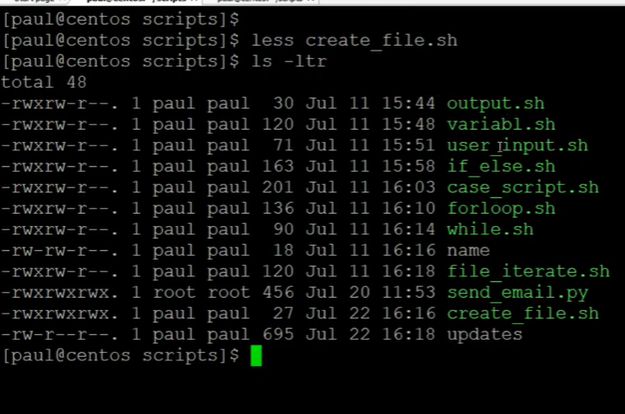 [paul@centos scripts]$
[paul@centos scripts]$ less create_file.sh
[paul@centos scripts]$ ls -ltr
total 48
-rwxrw-r--. 1 paul paul  30 Jul 11 15:44 output.sh
-rwxrw-r--. 1 paul paul 120 Jul 11 15:48 variabl.sh
-rwxrw-r--. 1 paul paul  71 Jul 11 15:51 user_input.sh
-rwxrw-r--. 1 paul paul 163 Jul 11 15:58 if_else.sh
-rwxrw-r--. 1 paul paul 201 Jul 11 16:03 case_script.sh
-rwxrw-r--. 1 paul paul 136 Jul 11 16:10 forloop.sh
-rwxrw-r--. 1 paul paul  90 Jul 11 16:14 while.sh
-rw-rw-r--. 1 paul paul  18 Jul 11 16:16 name
-rwxrw-r--. 1 paul paul 120 Jul 11 16:18 file_iterate.sh
-rwxrwxrwx. 1 root root 456 Jul 20 11:53 send_email.py
-rwxrwxrwx. 1 paul paul  27 Jul 22 16:16 create_file.sh
-rw-r--r--. 1 paul paul 695 Jul 22 16:18 updates
[paul@centos scripts]$